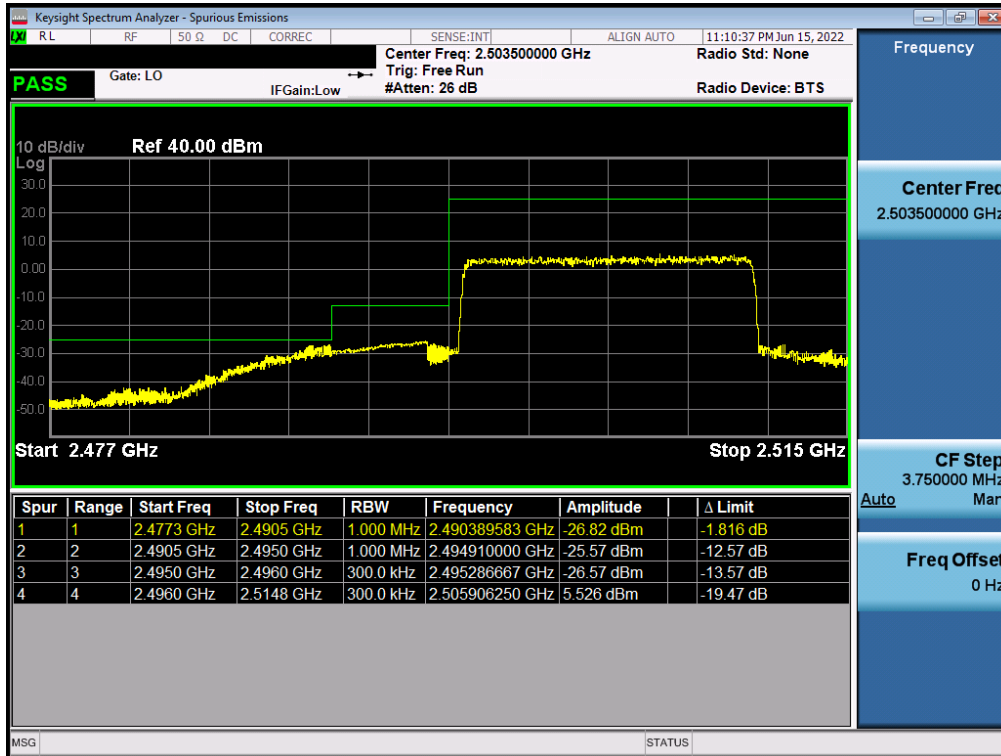 Keysight Spectrum Analyzer - Spurious Emissions
LXI RL RF 50 Ω DC CORREC SENSE:INT ALIGN AUTO 11:10:37 PM Jun 15, 2022
Center Freq: 2.503500000 GHz Radio Std: None
PASS Gate: LO Trig: Free Run
IFGain:Low #Atten: 26 dB Radio Device: BTS
10 dB/div Ref 40.00 dBm
Log
30.0
20.0
10.0
0.00
-10.0
-20.0
-30.0
-40.0
-50.0
Start 2.477 GHz Stop 2.515 GHz
Spur Range Start Freq Stop Freq RBW Frequency Amplitude Δ Limit
1 1 2.4773 GHz 2.4905 GHz 1.000 MHz 2.490389583 GHz -26.82 dBm -1.816 dB
2 2 2.4905 GHz 2.4950 GHz 1.000 MHz 2.494910000 GHz -25.57 dBm -12.57 dB
3 3 2.4950 GHz 2.4960 GHz 300.0 kHz 2.495286667 GHz -26.57 dBm -13.57 dB
4 4 2.4960 GHz 2.5148 GHz 300.0 kHz 2.505906250 GHz 5.526 dBm -19.47 dB
MSG STATUS
Frequency
Center Freq
2.503500000 GHz
CF Step
3.750000 MHz
Auto Man
Freq Offset
0 Hz